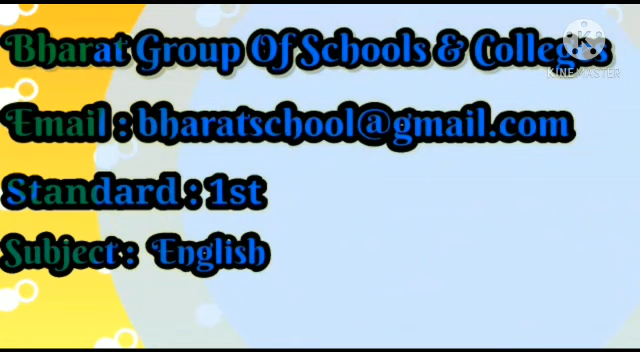 Bharat Group Of Schools & Colleges
KINEMASTER
Email : bharatschool@gmail.com
Standard : 1st
Subject : English